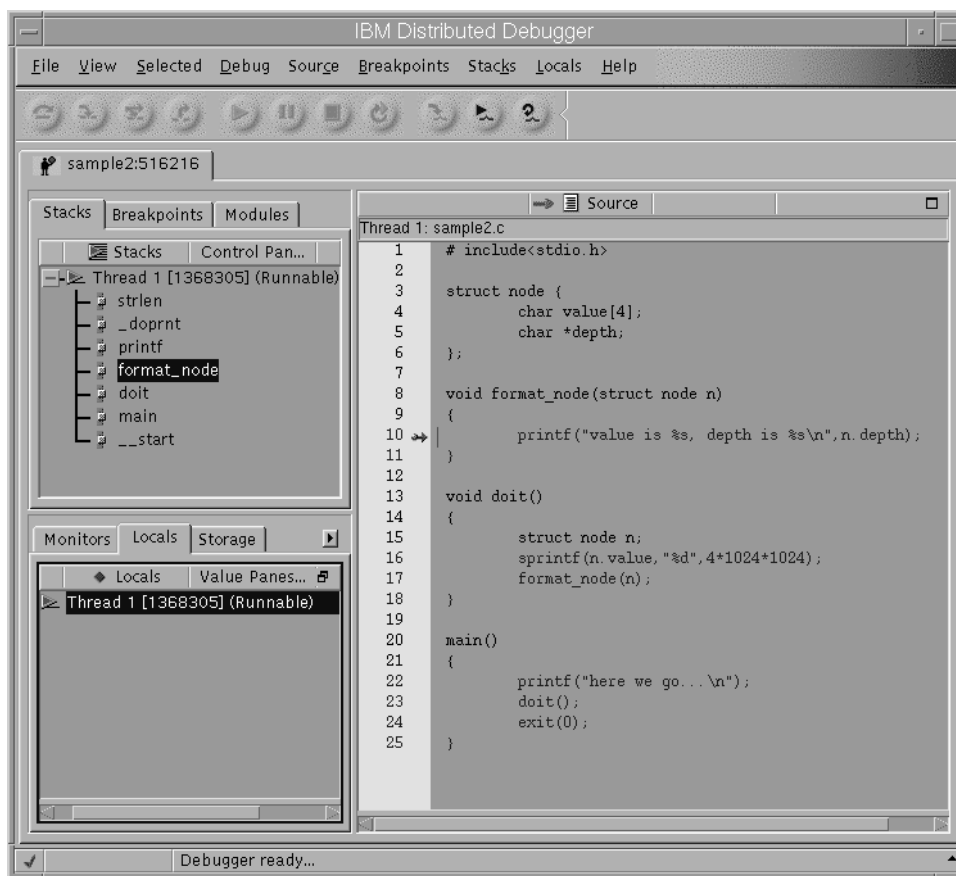 IBM Distributed Debugger
File View Selected Debug Source Breakpoints Stacks Locals Help
sample2:516216
Stacks Breakpoints Modules
Stacks Control Pan...
Thread 1 [1368305] (Runnable)
strlen
_doprnt
printf
format_node
doit
main
__start
Monitors Locals Storage
Locals Value Panes...
Thread 1 [1368305] (Runnable)
Source
Thread 1: sample2.c
1 # include<stdio.h>
2
3 struct node {
4 char value[4];
5 char *depth;
6 };
7
8 void format_node(struct node n)
9 {
10 printf("value is %s, depth is %s\n",n.depth);
11 }
12
13 void doit()
14 {
15 struct node n;
16 sprintf(n.value,"%d",4*1024*1024);
17 format_node(n);
18 }
19
20 main()
21 {
22 printf("here we go...\n");
23 doit();
24 exit(0);
25 }
Debugger ready...